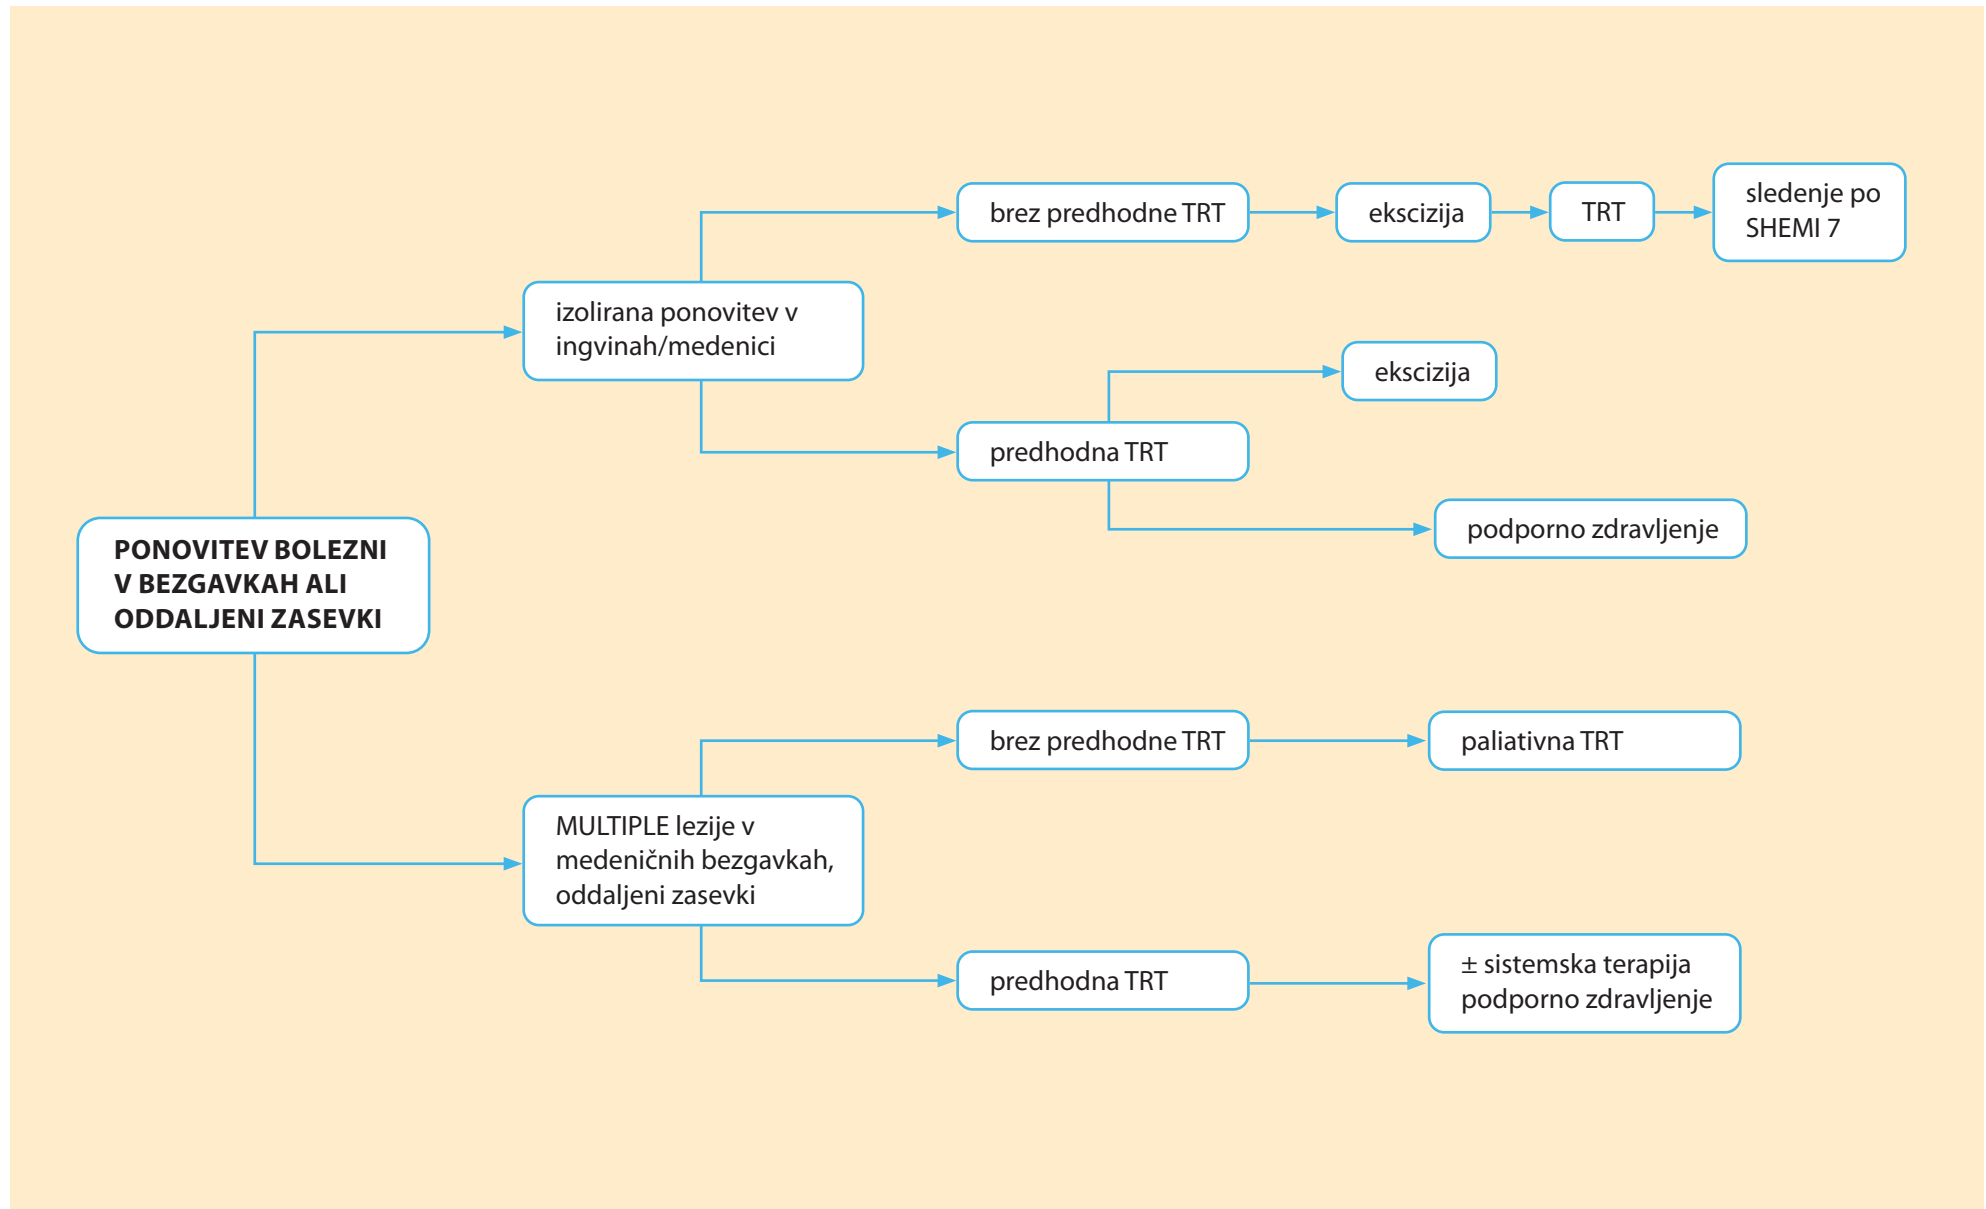 brez predhodne TRT
ekscizija
TRT
sledenje po
SHEMI 7
izolirana ponovitev v
ingvinah/medenici
ekscizija
predhodna TRT
podporno zdravljenje
PONOVITEV BOLEZNI
V BEZGAVKAH ALI
ODDALJENI ZASEVKI
brez predhodne TRT
paliativna TRT
MULTIPLE lezije v
medeničnih bezgavkah,
oddaljeni zasevki
predhodna TRT
± sistemska terapija
podporno zdravljenje